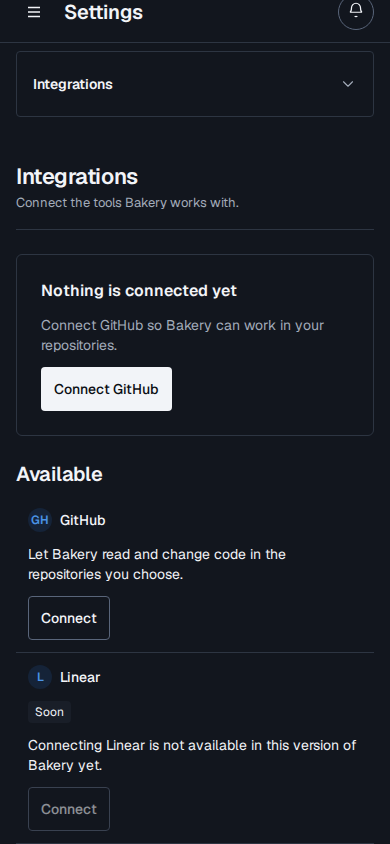 Settings
Integrations
Integrations
Connect the tools Bakery works with.
Nothing is connected yet
Connect GitHub so Bakery can work in your
repositories.
Connect GitHub
Available
GH GitHub
Let Bakery read and change code in the
repositories you choose.
Connect
L Linear
Soon
Connecting Linear is not available in this version of
Bakery yet.
Connect